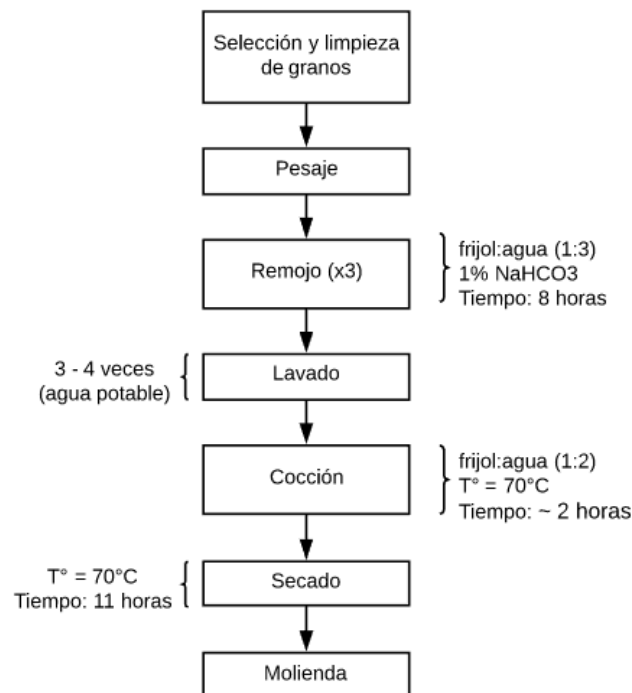 Selección y limpieza
de granos
Pesaje
Remojo (x3)
frijol:agua (1:3)
1% NaHCO3
Tiempo: 8 horas
3 - 4 veces
(agua potable)
Lavado
Cocción
frijol:agua (1:2)
T° = 70°C
Tiempo: ~ 2 horas
T° = 70°C
Tiempo: 11 horas
Secado
Molienda